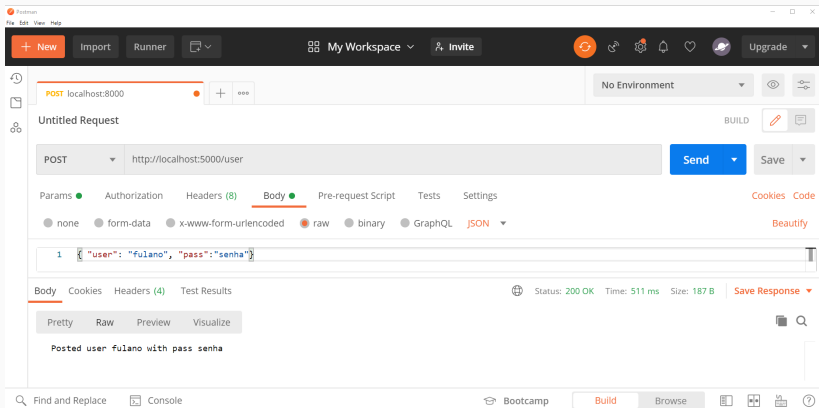 Postman
File Edit View Help
+ New Import Runner My Workspace Invite Upgrade
POST localhost:8000 + ooo No Environment
Untitled Request BUILD
POST http://localhost:5000/user Send Save
Params Authorization Headers (8) Body Pre-request Script Tests Settings Cookies Code
none form-data x-www-form-urlencoded raw binary GraphQL JSON Beautify
1 { "user": "fulano", "pass":"senha"}
Body Cookies Headers (4) Test Results Status: 200 OK Time: 511 ms Size: 187 B Save Response
Pretty Raw Preview Visualize
Posted user fulano with pass senha
Find and Replace Console Bootcamp Build Browse